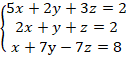 5x + 2y + 3z = 2
2x + y + z = 2
x + 7y − 7z = 8